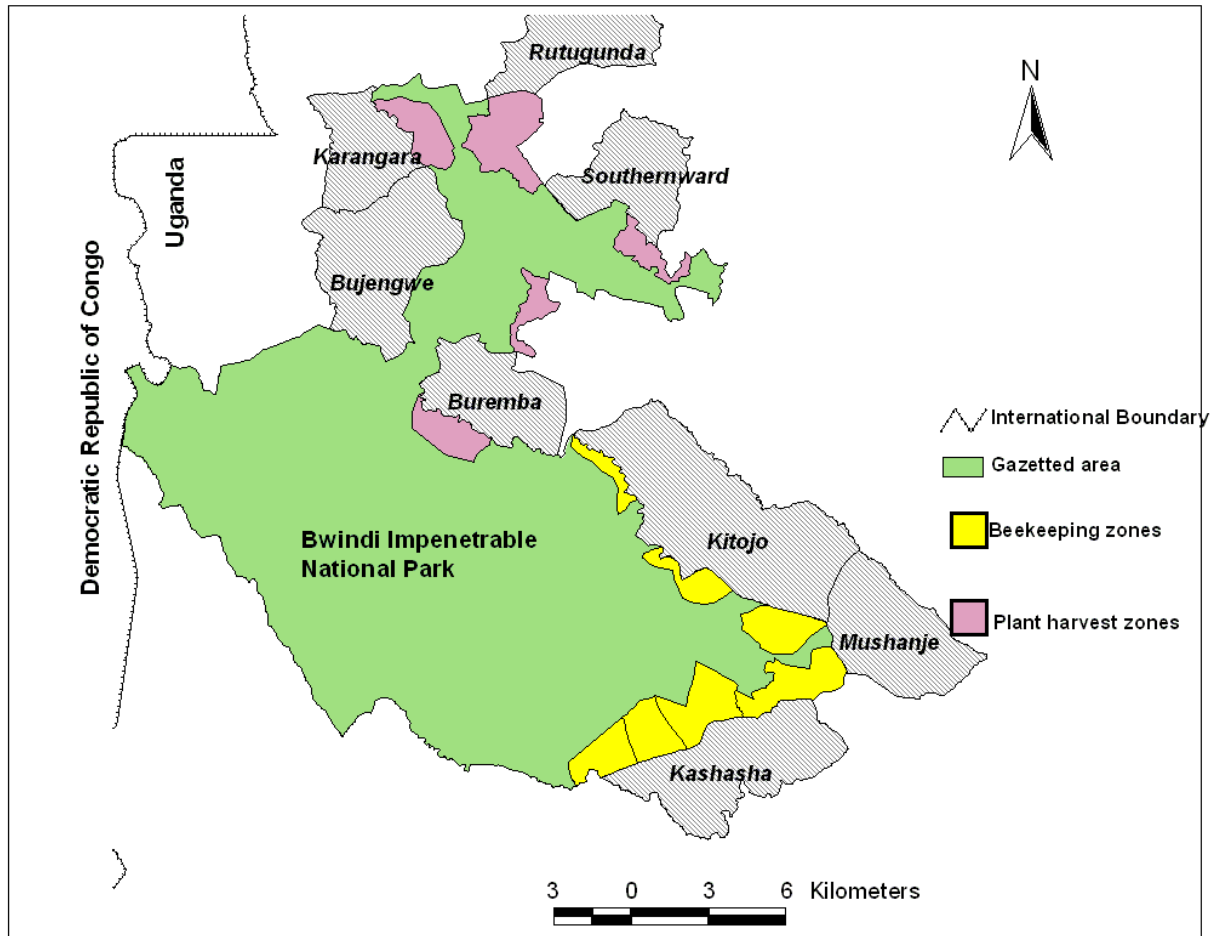 Rutugunda
N
Karangara
Southernward
Uganda
Bujengwe
Democratic Republic of Congo
Buremba
International Boundary
Gazetted area
Beekeeping zones
Plant harvest zones
Bwindi Impenetrable
National Park
Kitojo
Mushanje
Kashasha
3 0 3 6 Kilometers